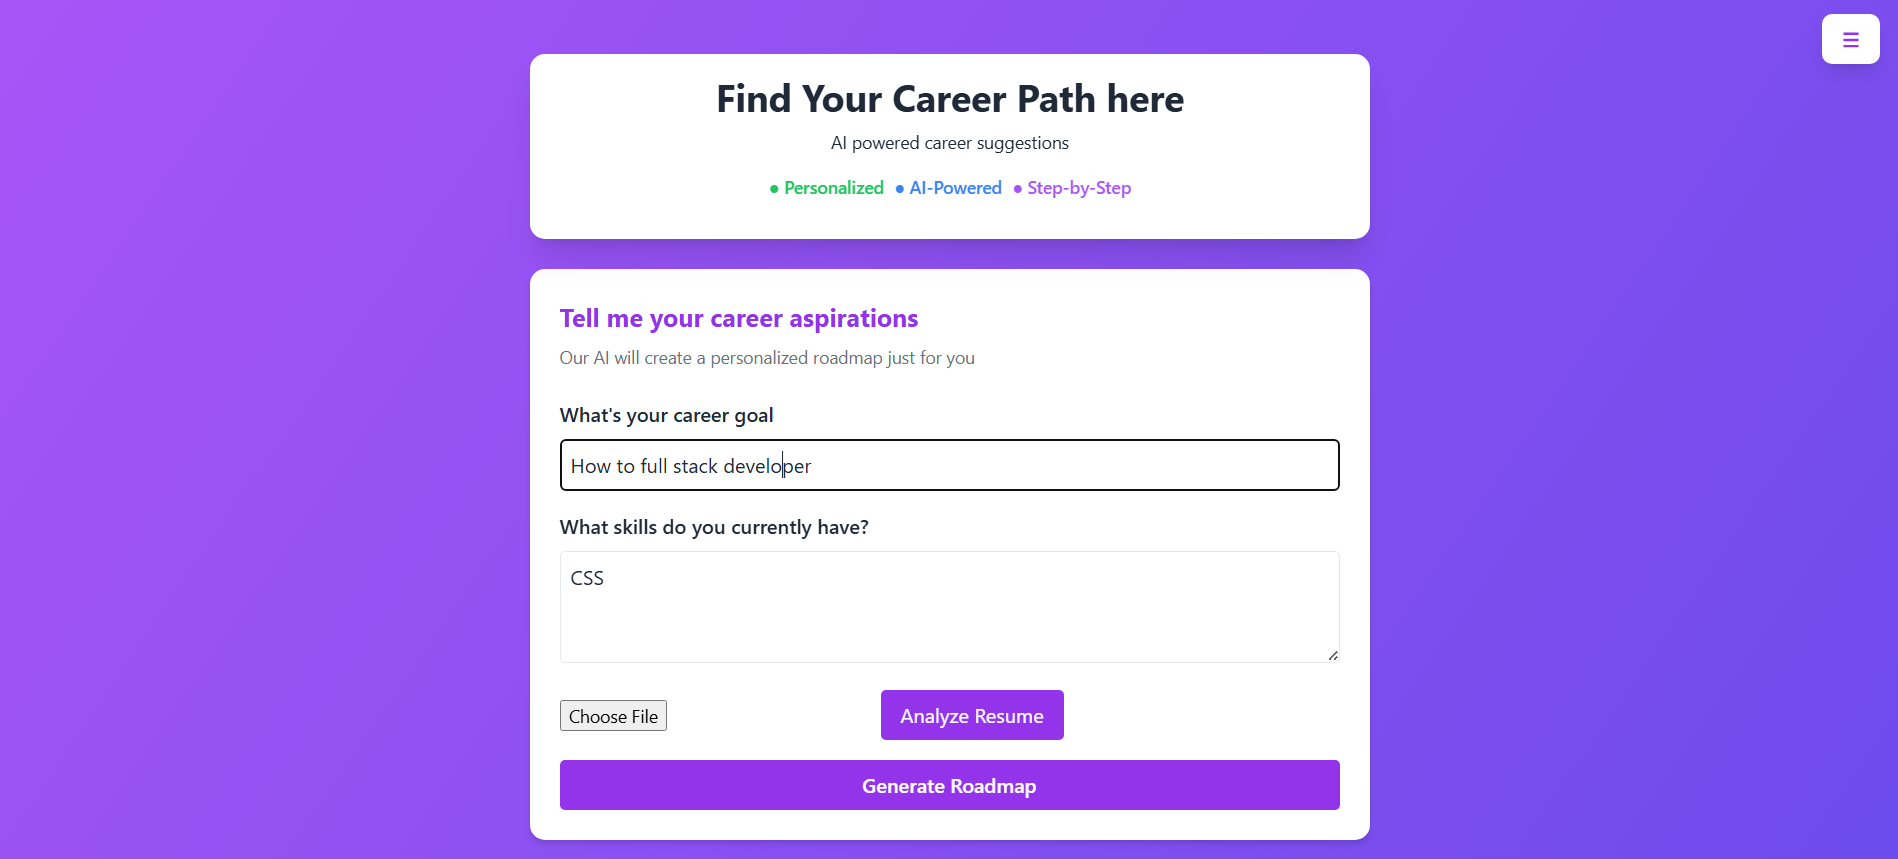 Find Your Career Path here
AI powered career suggestions
● Personalized ● AI-Powered ● Step-by-Step
Tell me your career aspirations
Our AI will create a personalized roadmap just for you
What's your career goal
How to full stack developer
What skills do you currently have?
CSS
Choose File Analyze Resume
Generate Roadmap